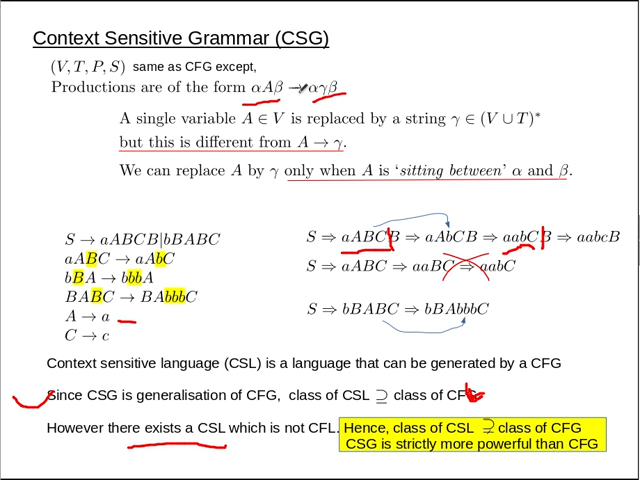 Context Sensitive Grammar (CSG)
(V, T, P, S) same as CFG except,
Productions are of the form αAβ → αγβ
A single variable A ∈ V is replaced by a string γ ∈ (V ∪ T)*
but this is different from A → γ.
We can replace A by γ only when A is ‘sitting between’ α and β.
S → aABCB|bBABC
aABC → aAbC
bBA → bbbA
BABC → BAbbbC
A → a
C → c
S ⇒ aABCB ⇒ aAbCB ⇒ aabCB ⇒ aabcB
S ⇒ aABC ⇒ aaBC ⇒ aabC
S ⇒ bBABC ⇒ bBAbbbC
Context sensitive language (CSL) is a language that can be generated by a CFG
Since CSG is generalisation of CFG, class of CSL ⊇ class of CFL
However there exists a CSL which is not CFL. Hence, class of CSL ⊋ class of CFG
CSG is strictly more powerful than CFG